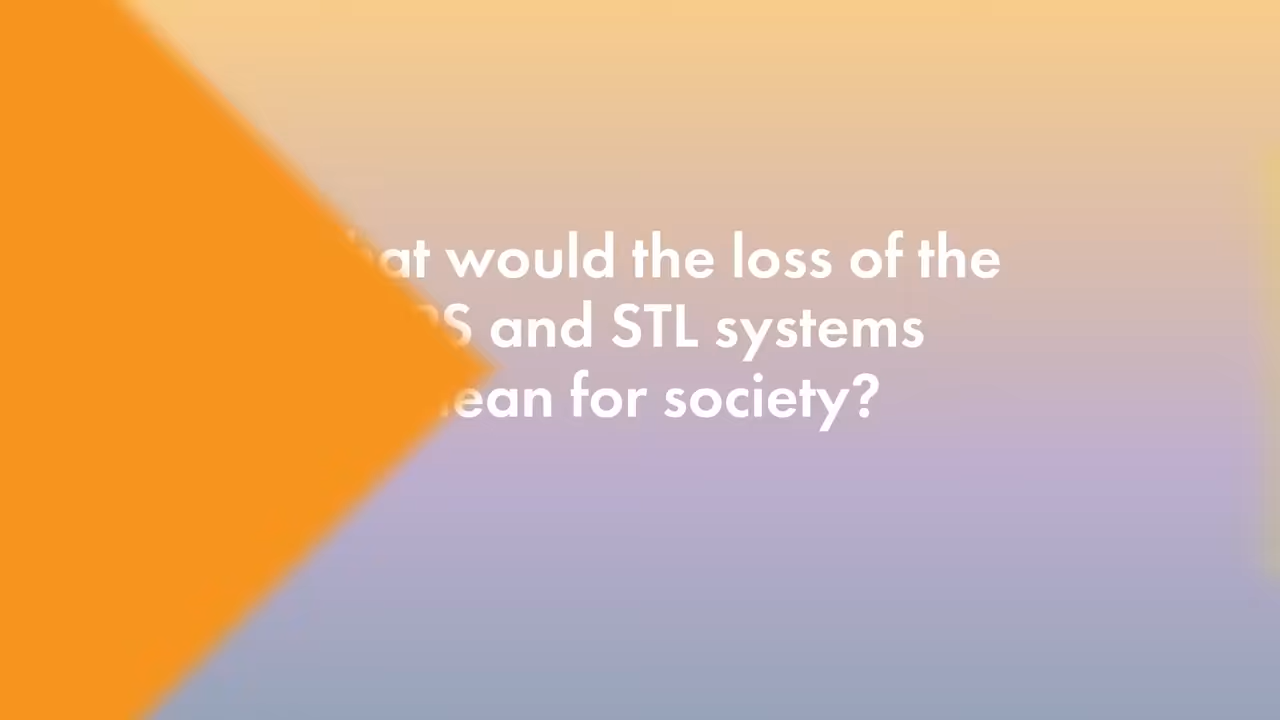 would the loss of the
and STL systems
for society?